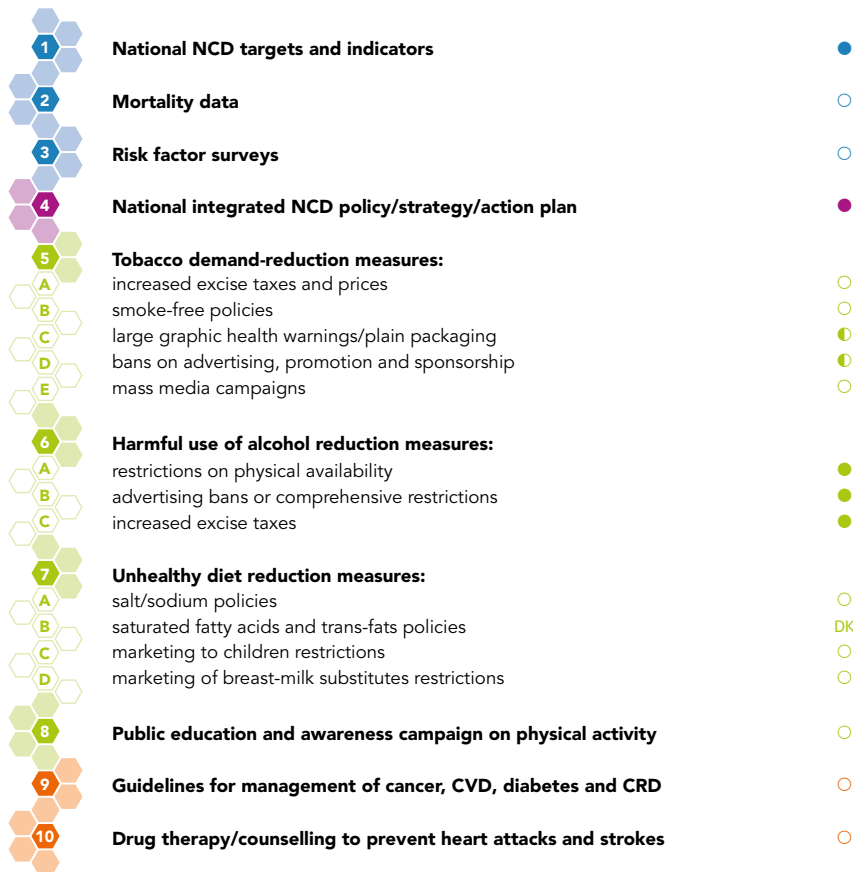 1 National NCD targets and indicators ●
2 Mortality data ○
3 Risk factor surveys ○
4 National integrated NCD policy/strategy/action plan ●
5 Tobacco demand-reduction measures:
A increased excise taxes and prices ○
B smoke-free policies ○
C large graphic health warnings/plain packaging ◐
D bans on advertising, promotion and sponsorship ◐
E mass media campaigns ○
6 Harmful use of alcohol reduction measures:
A restrictions on physical availability ●
B advertising bans or comprehensive restrictions ●
C increased excise taxes ●
7 Unhealthy diet reduction measures:
A salt/sodium policies ○
B saturated fatty acids and trans-fats policies DK
C marketing to children restrictions ○
D marketing of breast-milk substitutes restrictions ○
8 Public education and awareness campaign on physical activity ○
9 Guidelines for management of cancer, CVD, diabetes and CRD ○
10 Drug therapy/counselling to prevent heart attacks and strokes ○